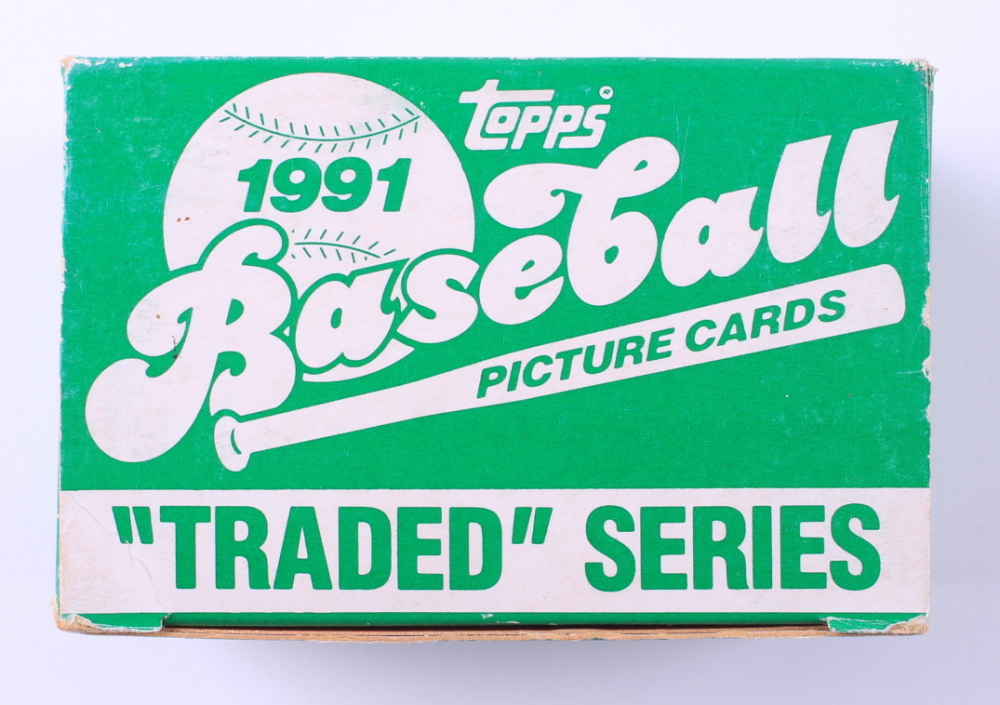 topps®
1991
Baseball
PICTURE CARDS
"TRADED" SERIES